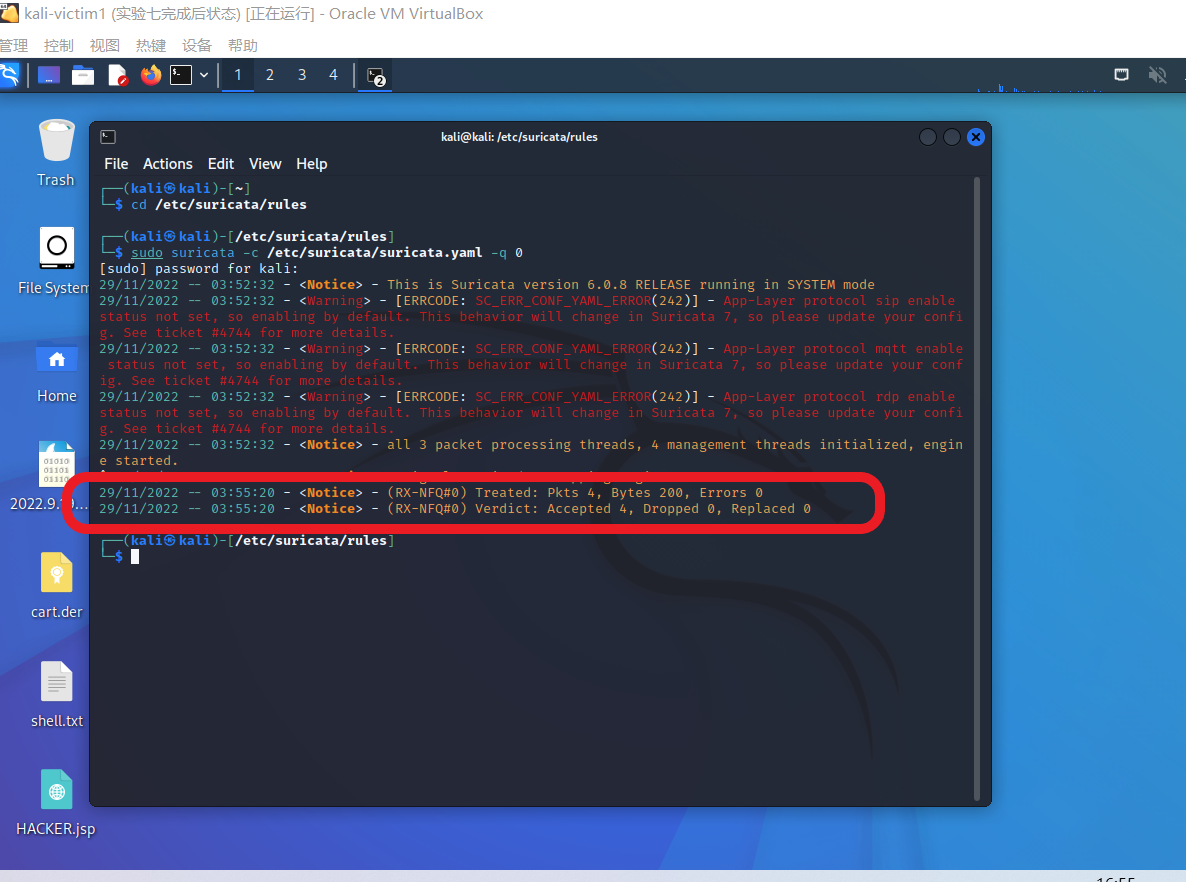 kali-victim1 (实验七完成后状态) [正在运行] - Oracle VM VirtualBox
管理 控制 视图 热键 设备 帮助
1 2 3 4 2
kali@kali: /etc/suricata/rules
File Actions Edit View Help
Trash
File System
Home
2022.9.19...
cart.der
shell.txt
HACKER.jsp
┌──(kali㉿kali)-[~]
└─$ cd /etc/suricata/rules
┌──(kali㉿kali)-[/etc/suricata/rules]
└─$ sudo suricata -c /etc/suricata/suricata.yaml -q 0
[sudo] password for kali:
29/11/2022 -- 03:52:32 - <Notice> - This is Suricata version 6.0.8 RELEASE running in SYSTEM mode
29/11/2022 -- 03:52:32 - <Warning> - [ERRCODE: SC_ERR_CONF_YAML_ERROR(242)] - App-Layer protocol sip enable
status not set, so enabling by default. This behavior will change in Suricata 7, so please update your confi
g. See ticket #4744 for more details.
29/11/2022 -- 03:52:32 - <Warning> - [ERRCODE: SC_ERR_CONF_YAML_ERROR(242)] - App-Layer protocol mqtt enable
status not set, so enabling by default. This behavior will change in Suricata 7, so please update your conf
ig. See ticket #4744 for more details.
29/11/2022 -- 03:52:32 - <Warning> - [ERRCODE: SC_ERR_CONF_YAML_ERROR(242)] - App-Layer protocol rdp enable
status not set, so enabling by default. This behavior will change in Suricata 7, so please update your confi
g. See ticket #4744 for more details.
29/11/2022 -- 03:52:32 - <Notice> - all 3 packet processing threads, 4 management threads initialized, engin
e started.
29/11/2022 -- 03:55:20 - <Notice> - (RX-NFQ#0) Treated: Pkts 4, Bytes 200, Errors 0
29/11/2022 -- 03:55:20 - <Notice> - (RX-NFQ#0) Verdict: Accepted 4, Dropped 0, Replaced 0
┌──(kali㉿kali)-[/etc/suricata/rules]
└─$